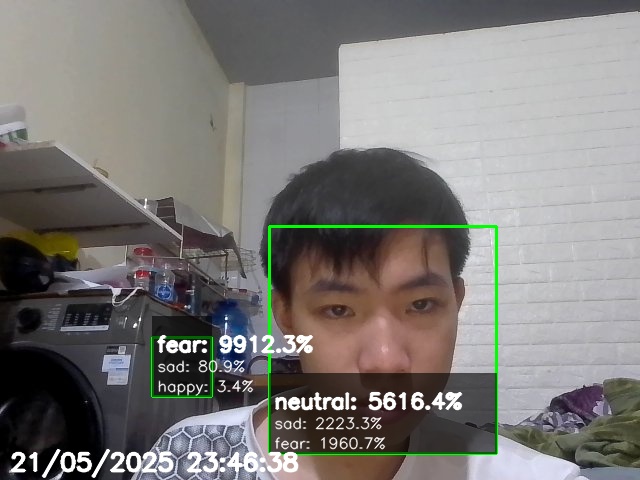 fear: 9912.3%
sad: 80.9%
happy: 3.4%
neutral: 5616.4%
sad: 2223.3%
fear: 1960.7%
21/05/2025 23:46:38